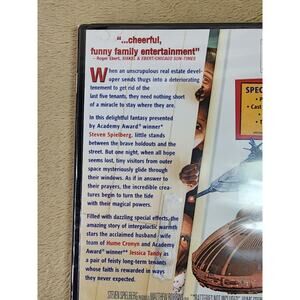 "...cheerful,
funny family entertainment"
- Roger Ebert, SISKEL & EBERT/CHICAGO SUN-TIMES
When an unscrupulous real estate devel-
oper sends thugs into a deteriorating
tenement to get rid of the
last five tenants, they need nothing short
of a miracle to stay where they are.
In this delightful fantasy presented
by Academy Award® winner*
Steven Spielberg, little stands
between the brave holdouts and the
street. But one night, when all hope
seems lost, tiny visitors from outer
space mysteriously glide through
their windows. As if in answer to
their prayers, the incredible crea-
tures begin to turn the tide
with their magical powers.
Filled with dazzling special effects, the
amazing story of intergalactic warmth
stars the acclaimed husband/wife
team of Hume Cronyn and Academy
Award® winner** Jessica Tandy as
a pair of feisty long-term tenants
whose faith is rewarded in ways
they never expected.
SPEC
Cast
STEVEN SPIELBERG